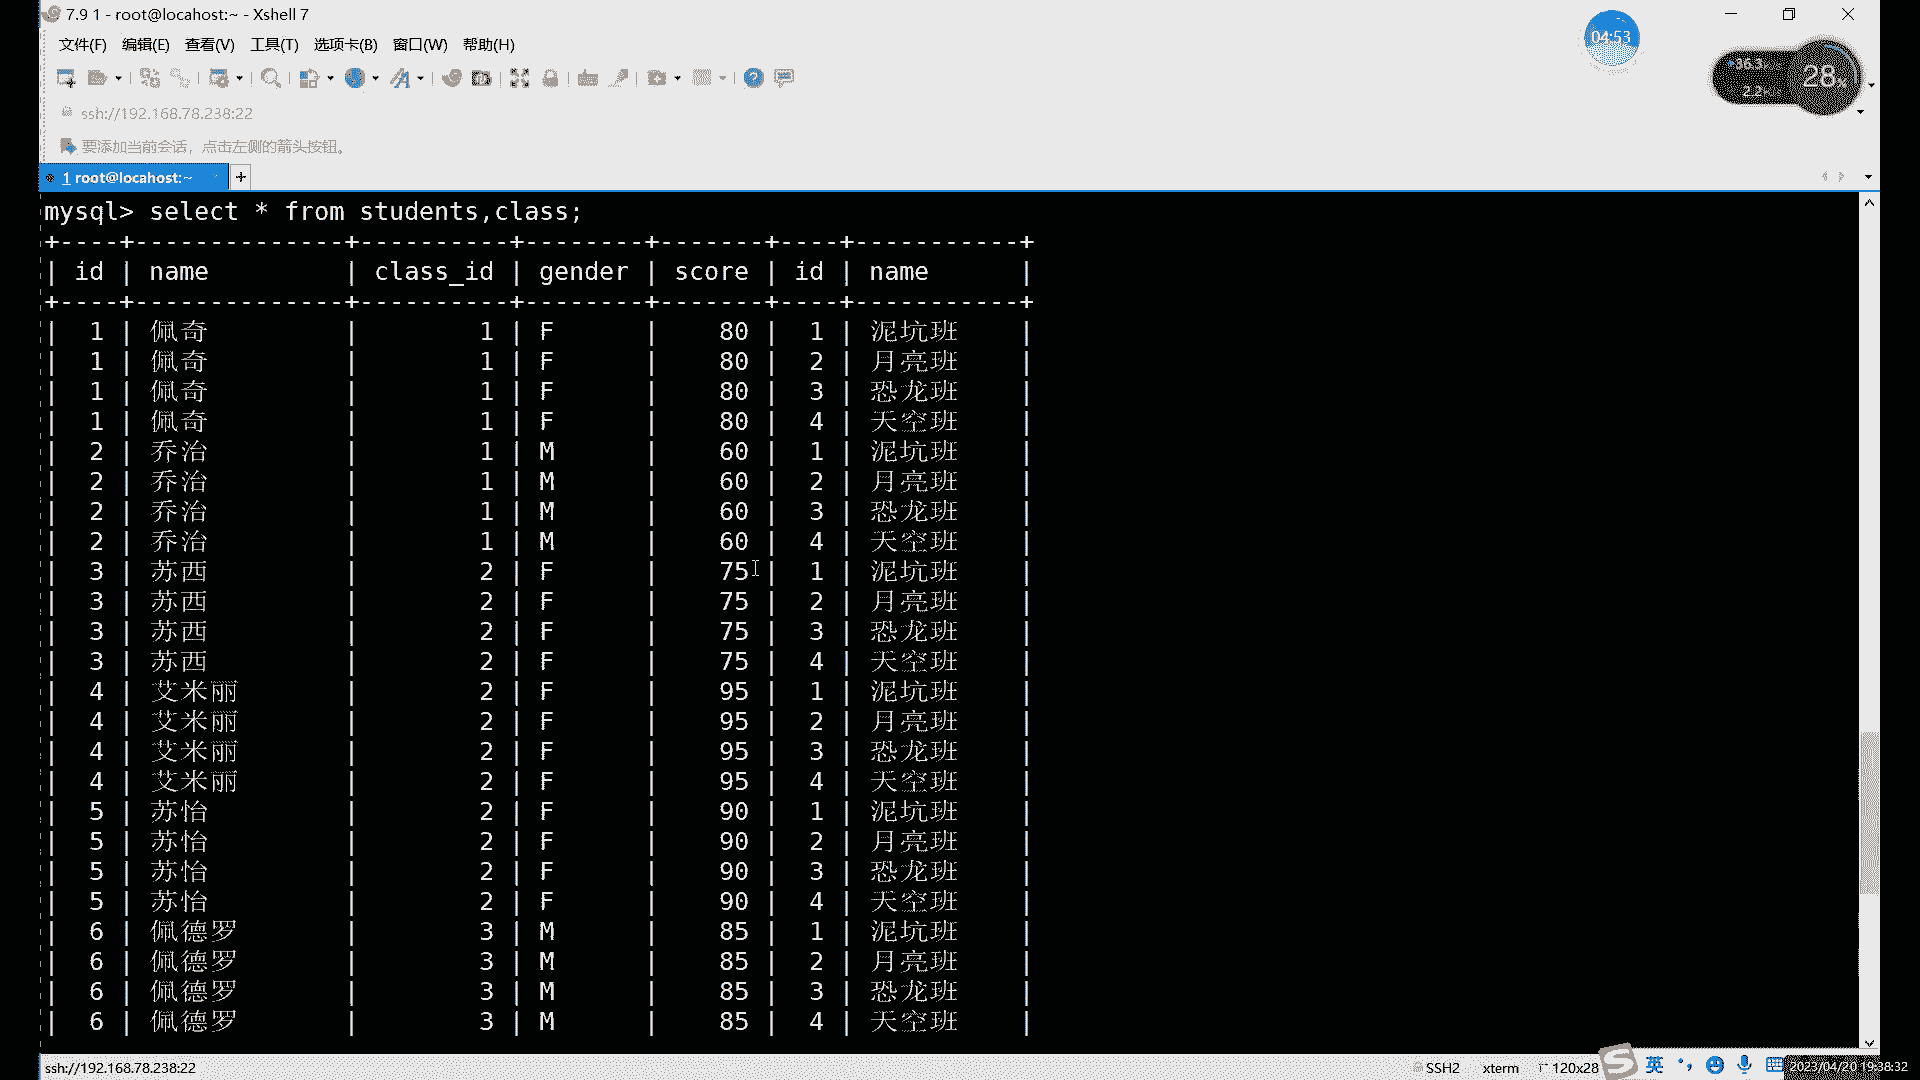 7.9 1 - root@locahost:~ - Xshell 7
04:53
文件(F) 编辑(E) 查看(V) 工具(T) 选项卡(B) 窗口(W) 帮助(H)
36.3
28%
2.2
ssh://192.168.78.238:22
要添加当前会话，点击左侧的箭头按钮。
1 root@locahost:~ +
mysql> select * from students,class;
+----+--------------+----------+--------+-------+----+-----------+
| id | name | class_id | gender | score | id | name |
+----+--------------+----------+--------+-------+----+-----------+
| 1 | 佩奇 | 1 | F | 80 | 1 | 泥坑班 |
| 1 | 佩奇 | 1 | F | 80 | 2 | 月亮班 |
| 1 | 佩奇 | 1 | F | 80 | 3 | 恐龙班 |
| 1 | 佩奇 | 1 | F | 80 | 4 | 天空班 |
| 2 | 乔治 | 1 | M | 60 | 1 | 泥坑班 |
| 2 | 乔治 | 1 | M | 60 | 2 | 月亮班 |
| 2 | 乔治 | 1 | M | 60 | 3 | 恐龙班 |
| 2 | 乔治 | 1 | M | 60 | 4 | 天空班 |
| 3 | 苏西 | 2 | F | 75 | 1 | 泥坑班 |
| 3 | 苏西 | 2 | F | 75 | 2 | 月亮班 |
| 3 | 苏西 | 2 | F | 75 | 3 | 恐龙班 |
| 3 | 苏西 | 2 | F | 75 | 4 | 天空班 |
| 4 | 艾米丽 | 2 | F | 95 | 1 | 泥坑班 |
| 4 | 艾米丽 | 2 | F | 95 | 2 | 月亮班 |
| 4 | 艾米丽 | 2 | F | 95 | 3 | 恐龙班 |
| 4 | 艾米丽 | 2 | F | 95 | 4 | 天空班 |
| 5 | 苏怡 | 2 | F | 90 | 1 | 泥坑班 |
| 5 | 苏怡 | 2 | F | 90 | 2 | 月亮班 |
| 5 | 苏怡 | 2 | F | 90 | 3 | 恐龙班 |
| 5 | 苏怡 | 2 | F | 90 | 4 | 天空班 |
| 6 | 佩德罗 | 3 | M | 85 | 1 | 泥坑班 |
| 6 | 佩德罗 | 3 | M | 85 | 2 | 月亮班 |
| 6 | 佩德罗 | 3 | M | 85 | 3 | 恐龙班 |
| 6 | 佩德罗 | 3 | M | 85 | 4 | 天空班 |
ssh://192.168.78.238:22 SSH2 xterm 120x28 英 2023/04/20 19:38:32